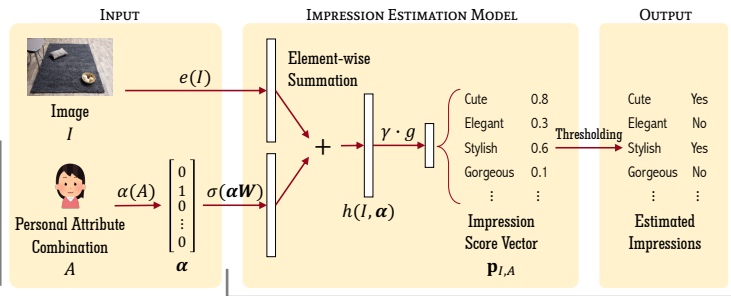 INPUT
IMPRESSION ESTIMATION MODEL
OUTPUT
Image
I
e(I)
Personal Attribute
Combination
A
α(A)
0
1
0
⋮
0
α
σ(αW)
Element-wise
Summation
+
h(I, α)
γ · g
Cute 0.8
Elegant 0.3
Stylish 0.6
Gorgeous 0.1
⋮ ⋮
Impression
Score Vector
p_{I,A}
Thresholding
Cute Yes
Elegant No
Stylish Yes
Gorgeous No
⋮ ⋮
Estimated
Impressions